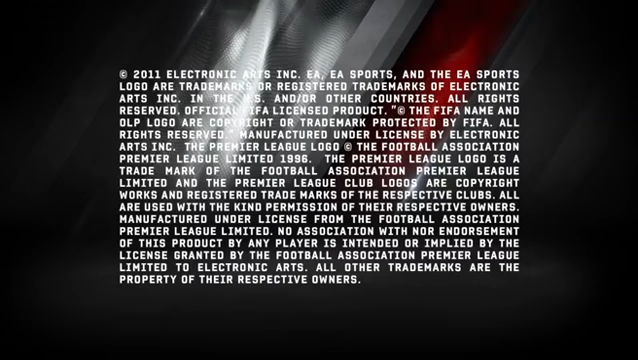 © 2011 ELECTRONIC ARTS INC. EA, EA SPORTS, AND THE EA SPORTS
LOGO ARE TRADEMARKS OR REGISTERED TRADEMARKS OF ELECTRONIC
ARTS INC. IN THE U.S. AND/OR OTHER COUNTRIES. ALL RIGHTS
RESERVED. OFFICIAL FIFA LICENSED PRODUCT. "© THE FIFA NAME AND
OLP LOGO ARE COPYRIGHT OR TRADEMARK PROTECTED BY FIFA. ALL
RIGHTS RESERVED." MANUFACTURED UNDER LICENSE BY ELECTRONIC
ARTS INC. THE PREMIER LEAGUE LOGO © THE FOOTBALL ASSOCIATION
PREMIER LEAGUE LIMITED 1996. THE PREMIER LEAGUE LOGO IS A
TRADE MARK OF THE FOOTBALL ASSOCIATION PREMIER LEAGUE
LIMITED AND THE PREMIER LEAGUE CLUB LOGOS ARE COPYRIGHT
WORKS AND REGISTERED TRADE MARKS OF THE RESPECTIVE CLUBS. ALL
ARE USED WITH THE KIND PERMISSION OF THEIR RESPECTIVE OWNERS.
MANUFACTURED UNDER LICENSE FROM THE FOOTBALL ASSOCIATION
PREMIER LEAGUE LIMITED. NO ASSOCIATION WITH NOR ENDORSEMENT
OF THIS PRODUCT BY ANY PLAYER IS INTENDED OR IMPLIED BY THE
LICENSE GRANTED BY THE FOOTBALL ASSOCIATION PREMIER LEAGUE
LIMITED TO ELECTRONIC ARTS. ALL OTHER TRADEMARKS ARE THE
PROPERTY OF THEIR RESPECTIVE OWNERS.